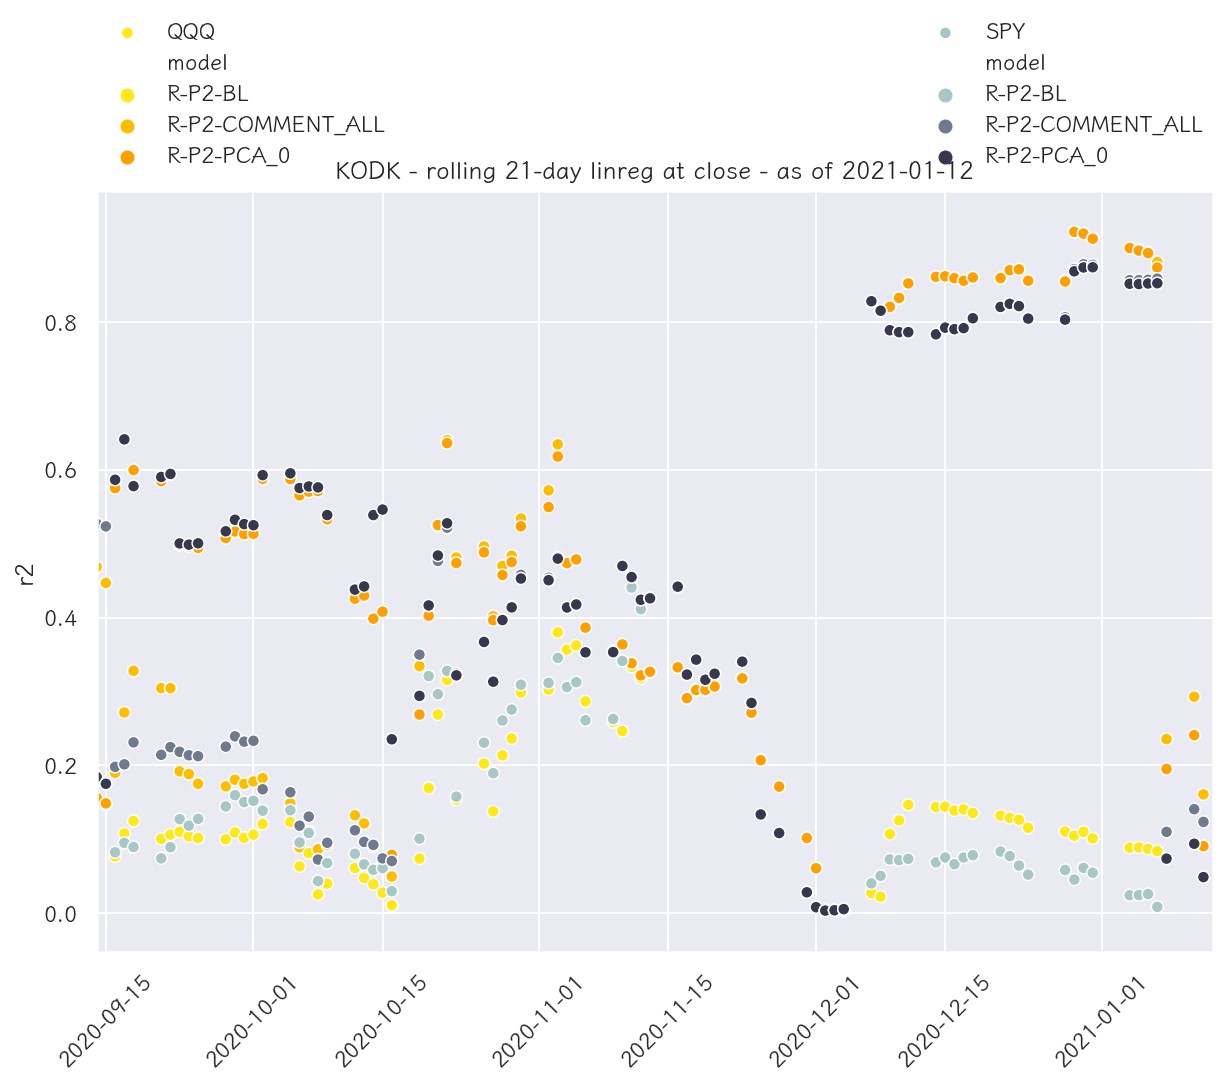 QQQ
model
R-P2-BL
R-P2-COMMENT_ALL
R-P2-PCA_0
SPY
model
R-P2-BL
R-P2-COMMENT_ALL
R-P2-PCA_0
KODK - rolling 21-day linreg at close - as of 2021-01-12
r2
0.8
0.6
0.4
0.2
0.0
2020-09-15
2020-10-01
2020-10-15
2020-11-01
2020-11-15
2020-12-01
2020-12-15
2021-01-01